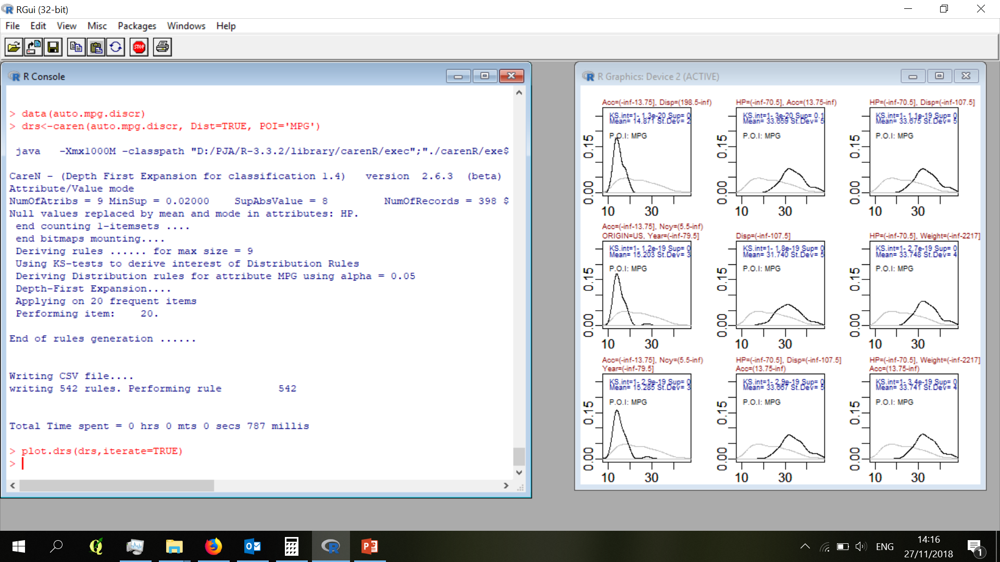 RGui (32-bit)
File Edit View Misc Packages Windows Help
STOP
R Console
> data(auto.mpg.discr)
> drs<-caren(auto.mpg.discr, Dist=TRUE, POI='MPG')
java -Xmx1000M -classpath "D:/PJA/R-3.3.2/library/carenR/exec";"./carenR/exe$
CareN - (Depth First Expansion for classification 1.4) version 2.6.3 (beta)
Attribute/Value mode
NumOfAtribs = 9 MinSup = 0.02000 SupAbsValue = 8 NumOfRecords = 398 $
Null values replaced by mean and mode in attributes: HP.
end counting 1-itemsets ....
end bitmaps mounting....
Deriving rules ...... for max size = 9
Using KS-tests to derive interest of Distribution Rules
Deriving Distribution rules for attribute MPG using alpha = 0.05
Depth-First Expansion....
Applying on 20 frequent items
Performing item: 20.
End of rules generation ......
Writing CSV file....
writing 542 rules. Performing rule 542
Total Time spent = 0 hrs 0 mts 0 secs 787 millis
> plot.drs(drs,iterate=TRUE)
>
R Graphics: Device 2 (ACTIVE)
Acc=(-inf-13.75], Disp=(198.5-inf)
KS.int=1- 1.3e-20 Sup= 0
Mean= 14.871 St.Dev= 2
P.O.I: MPG
0.00 0.15
10 30
HP=(-inf-70.5], Acc=(13.75-inf)
KS.int=1- 3e-20 Sup= 0.1
Mean= 33.659 St.Dev= 5
P.O.I: MPG
0.00 0.15
10 30
HP=(-inf-70.5], Disp=(-inf-107.5]
KS.int=1- 1.1e-19 Sup= 0
Mean= 33.675 St.Dev= 5
P.O.I: MPG
0.00 0.15
10 30
Acc=(-inf-13.75], Ncy=(5.5-inf)
ORIGIN=US, Year=(-inf-79.5]
KS.int=1- 1.2e-19 Sup= 0
Mean= 15.203 St.Dev= 3
P.O.I: MPG
0.00 0.15
10 30
Disp=(-inf-107.5]
KS.int=1- 1.8e-19 Sup= 0
Mean= 31.740 St.Dev= 5
P.O.I: MPG
0.00 0.15
10 30
HP=(-inf-70.5], Weight=(-inf-2217]
KS.int=1- 2.7e-19 Sup= 0
Mean= 33.748 St.Dev= 4
P.O.I: MPG
0.00 0.15
10 30
Acc=(-inf-13.75], Ncy=(5.5-inf)
Year=(-inf-79.5]
KS.int=1- 2.9e-19 Sup= 0
Mean= 15.285 St.Dev= 3
P.O.I: MPG
0.00 0.15
10 30
HP=(-inf-70.5], Disp=(-inf-107.5]
Acc=(13.75-inf)
KS.int=1- 2.9e-19 Sup= 0
Mean= 33.667 St.Dev= 5
P.O.I: MPG
0.00 0.15
10 30
HP=(-inf-70.5], Weight=(-inf-2217]
Acc=(13.75-inf)
KS.int=1- 3.4e-19 Sup= 0
Mean= 33.741 St.Dev= 4
P.O.I: MPG
0.00 0.15
10 30
ENG
14:16
27/11/2018
1